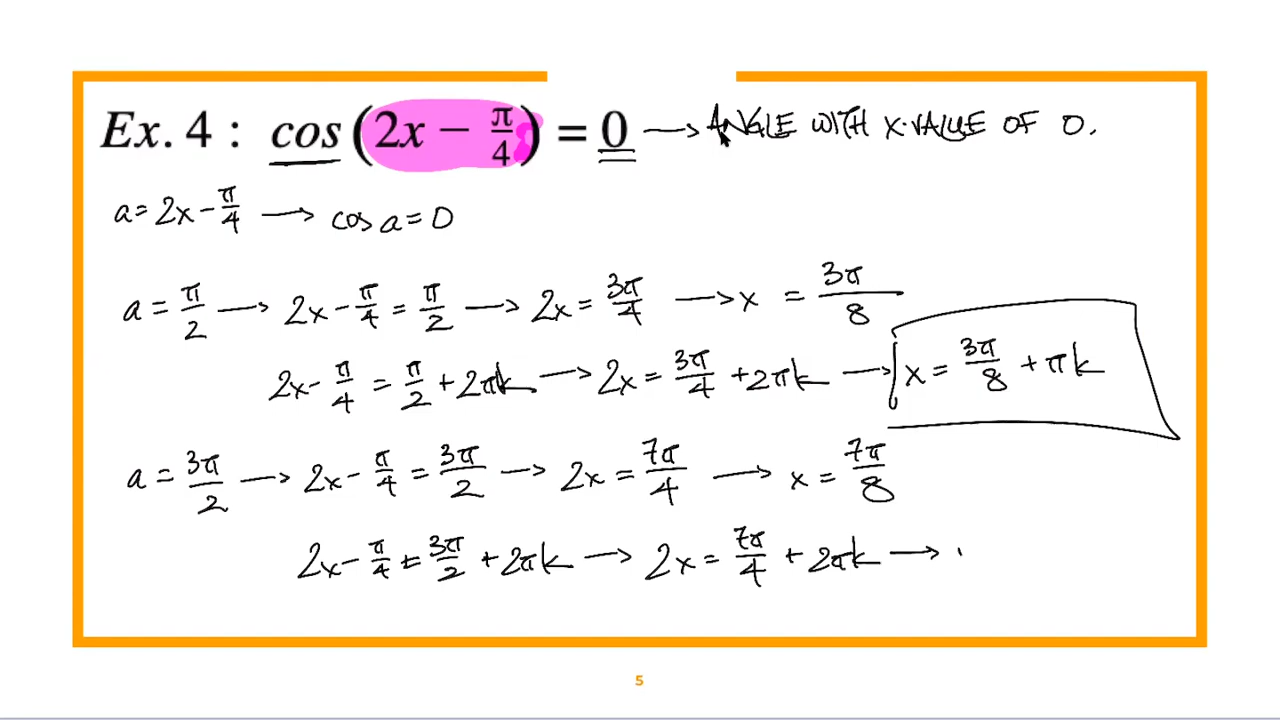 Ex. 4 : cos(2x − π/4) = 0 → ANGLE WITH X-VALUE OF 0.
a = 2x - π/4 → cos a = 0
a = π/2 → 2x - π/4 = π/2 → 2x = 3π/4 → x = 3π/8
2x - π/4 = π/2 + 2πk → 2x = 3π/4 + 2πk → x = 3π/8 + πk
a = 3π/2 → 2x - π/4 = 3π/2 → 2x = 7π/4 → x = 7π/8
2x - π/4 = 3π/2 + 2πk → 2x = 7π/4 + 2πk →
5